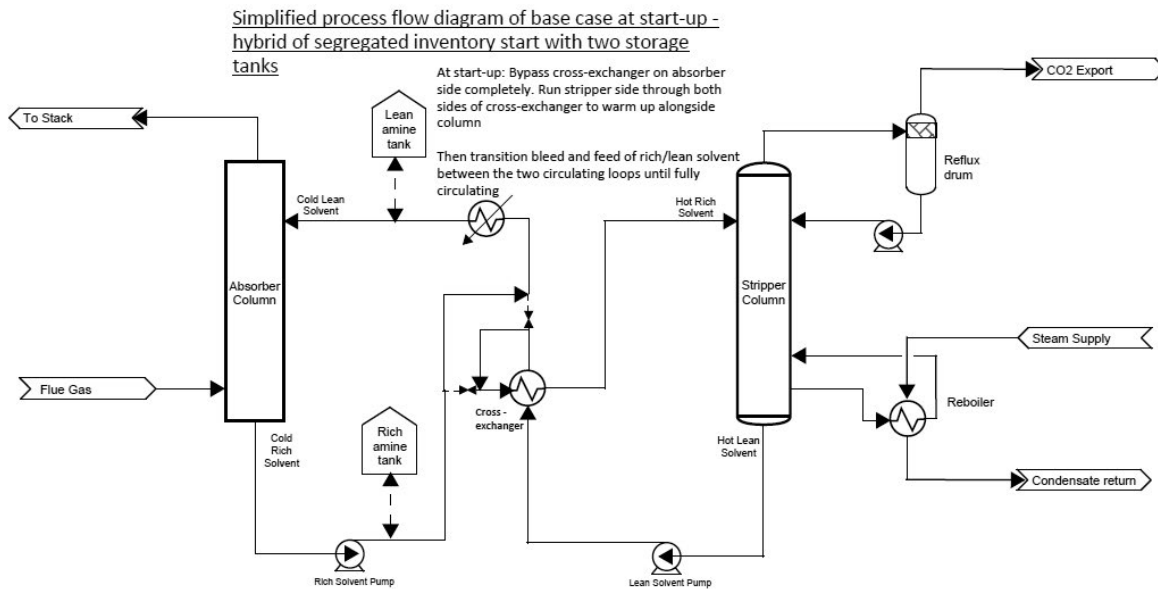 Simplified process flow diagram of base case at start-up -
hybrid of segregated inventory start with two storage
tanks
At start-up: Bypass cross-exchanger on absorber
side completely. Run stripper side through both
sides of cross-exchanger to warm up alongside
column
Then transition bleed and feed of rich/lean solvent
between the two circulating loops until fully
circulating
CO2 Export
To Stack
Lean
amine
tank
Reflux
drum
Cold Lean
Solvent
Hot Rich
Solvent
Absorber
Column
Stripper
Column
Steam Supply
Flue Gas
Reboiler
Cross -
exchanger
Rich
amine
tank
Cold
Rich
Solvent
Hot Lean
Solvent
Condensate return
Rich Solvent Pump
Lean Solvent Pump